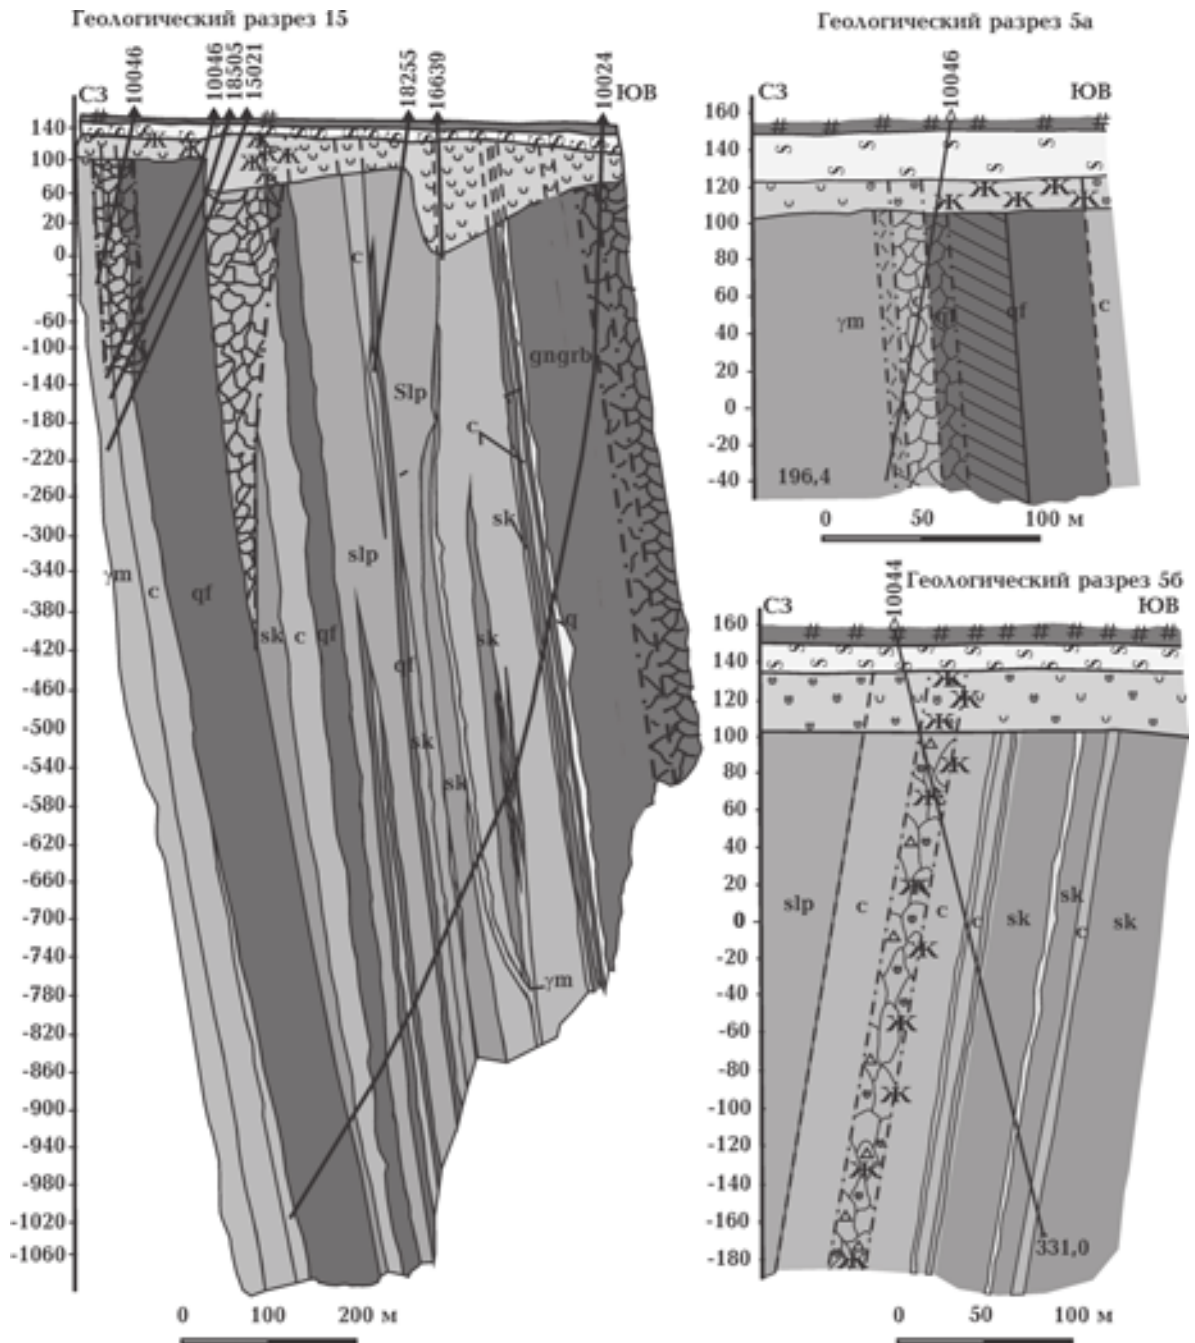 Геологический разрез 15
10046
10046
18505
15021
18255
16639
10024
СЗ
ЮВ
140
100
60
20
0
-60
-100
-140
-180
-220
-260
-300
-340
-380
-420
-460
-500
-540
-580
-620
-660
-700
-740
-780
-820
-860
-900
-940
-980
-1020
-1060
Ж Ж Ж
Ж Ж
c
gngrb
Slp
c
sk
slp
γm
c
qf
sk
c
qf
qf
sk
q
sk
sk
γm
0 100 200 м
Геологический разрез 5а
10046
СЗ
ЮВ
160
140
120
100
80
60
40
20
0
-20
-40
# # # # # #
S S S S S S
Ж Ж Ж Ж Ж
γm
qf
qf
c
196,4
0 50 100 м
Геологический разрез 5б
10044
СЗ
ЮВ
160
140
120
100
80
60
40
20
0
-20
-40
-60
-80
-100
-120
-140
-160
-180
# # # # # # # # #
S S S S S S S S S
Ж
Ж
Ж
Ж
Ж
Ж
Ж
Ж
Ж
Ж
Ж
slp
c
c
c
sk
sk
c
sk
331,0
0 50 100 м